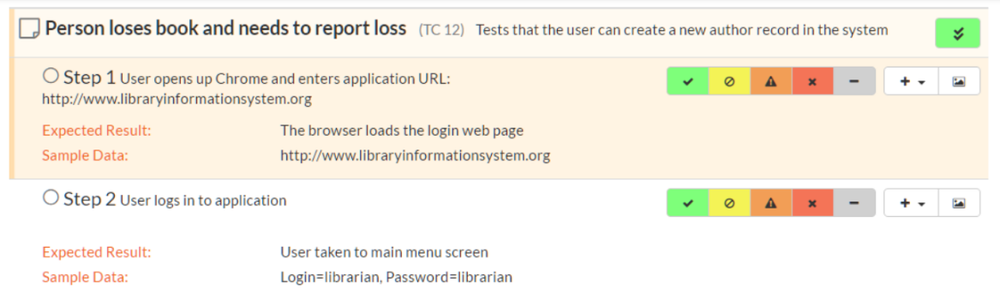 Person loses book and needs to report loss (TC 12) Tests that the user can create a new author record in the system
Step 1 User opens up Chrome and enters application URL:
http://www.libraryinformationsystem.org
Expected Result: The browser loads the login web page
Sample Data: http://www.libraryinformationsystem.org
Step 2 User logs in to application
Expected Result: User taken to main menu screen
Sample Data: Login=librarian, Password=librarian